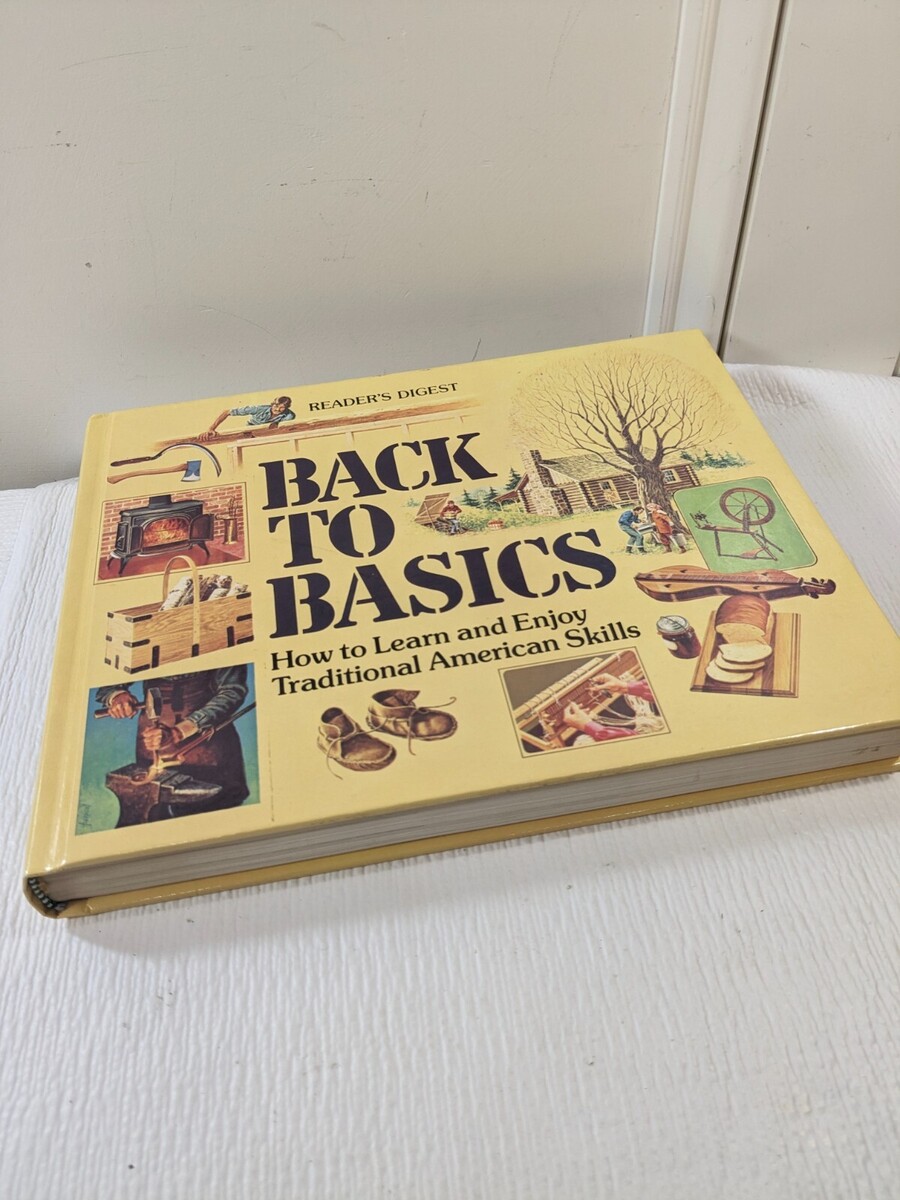 READER'S DIGEST
BACK
TO
BASICS
How to Learn and Enjoy
Traditional American Skills